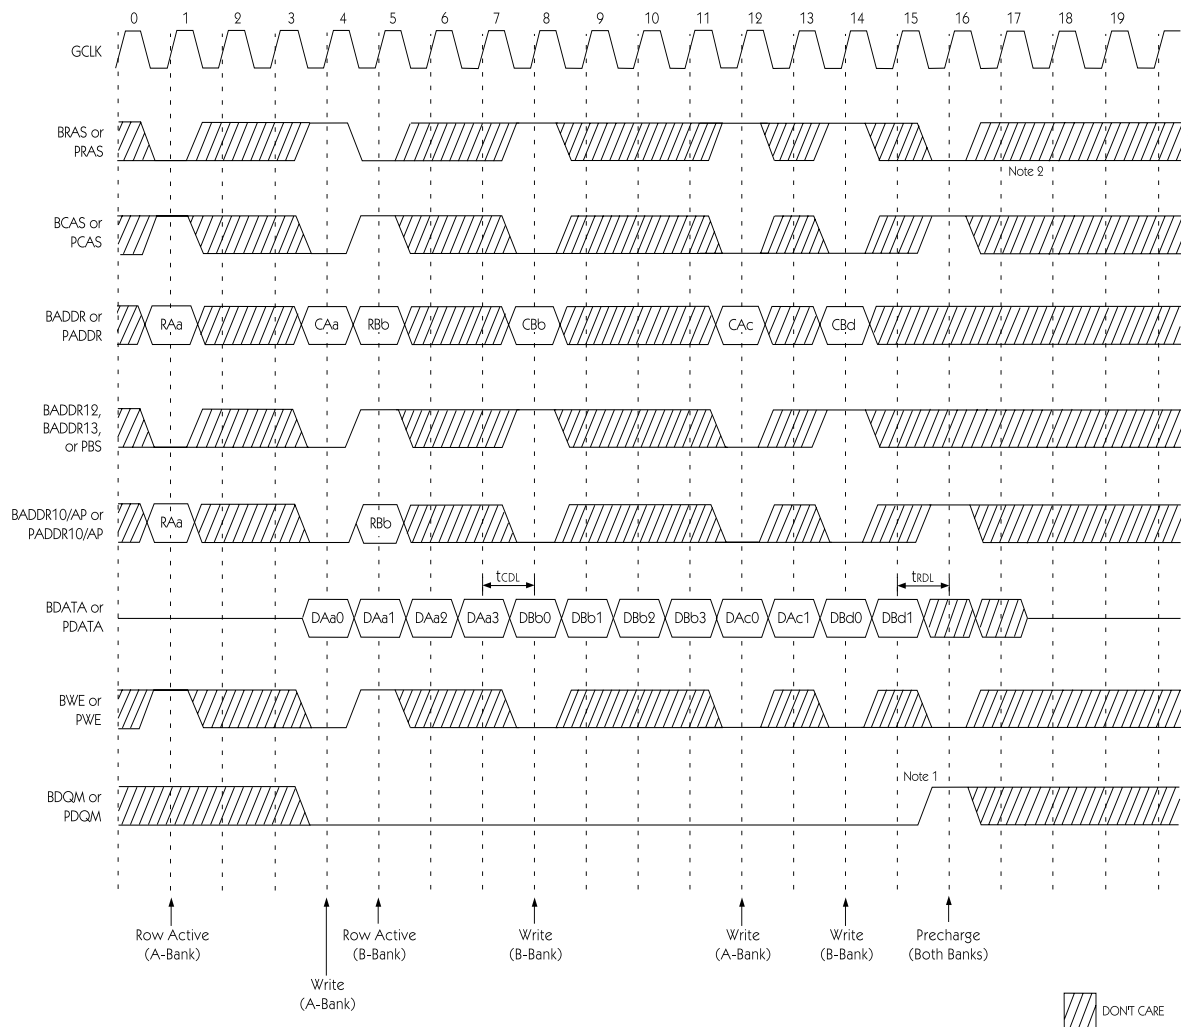 0 1 2 3 4 5 6 7 8 9 10 11 12 13 14 15 16 17 18 19
GCLK
BRAS or
PRAS
Note 2
BCAS or
PCAS
BADDR or
PADDR
RAa CAa RBb CBb CAc CBd
BADDR12,
BADDR13,
or PBS
BADDR10/AP or
PADDR10/AP
RAa RBb
tCDL tRDL
BDATA or
PDATA
DAa0 DAa1 DAa2 DAa3 DBb0 DBb1 DBb2 DBb3 DAc0 DAc1 DBd0 DBd1
BWE or
PWE
Note 1
BDQM or
PDQM
Row Active
(A-Bank)
Write
(A-Bank)
Row Active
(B-Bank)
Write
(B-Bank)
Write
(A-Bank)
Write
(B-Bank)
Precharge
(Both Banks)
DON'T CARE